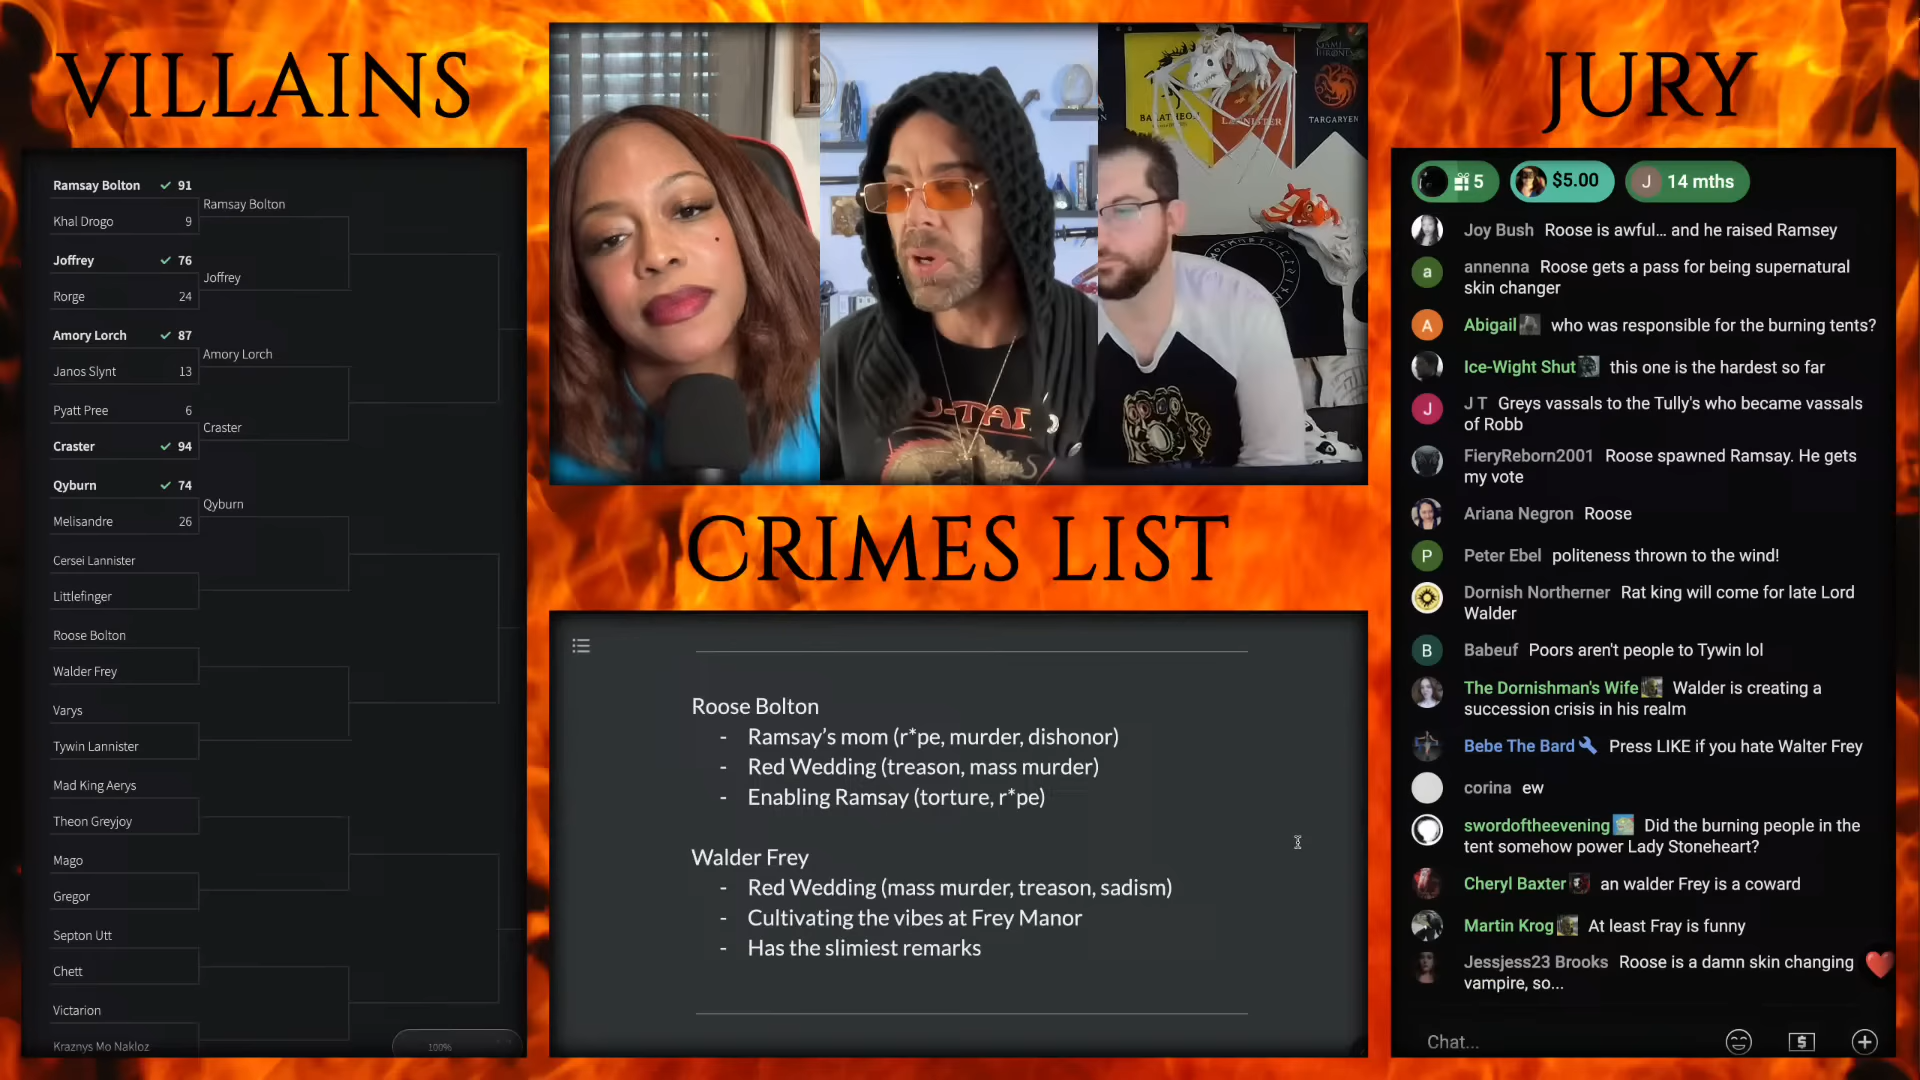 VILLAINS
Ramsay Bolton 91
Khal Drogo 9
Ramsay Bolton
Joffrey 76
Rorge 24
Joffrey
Amory Lorch 87
Janos Slynt 13
Amory Lorch
Pyatt Pree 6
Craster 94
Craster
Qyburn 74
Melisandre 26
Qyburn
Cersei Lannister
Littlefinger
Roose Bolton
Walder Frey
Varys
Tywin Lannister
Mad King Aerys
Theon Greyjoy
Mago
Gregor
Septon Utt
Chett
Victarion
Kraznys Mo Nakloz
100%
GAME
THRONES
BARATHEON
LANNISTER
TARGAREN
U-TAN
CRIMES LIST
Roose Bolton
- Ramsay’s mom (r*pe, murder, dishonor)
- Red Wedding (treason, mass murder)
- Enabling Ramsay (torture, r*pe)
Walder Frey
- Red Wedding (mass murder, treason, sadism)
- Cultivating the vibes at Frey Manor
- Has the slimiest remarks
JURY
5
$5.00
J 14 mths
Joy Bush Roose is awful... and he raised Ramsey
a annenna Roose gets a pass for being supernatural
skin changer
A Abigail who was responsible for the burning tents?
Ice-Wight Shut this one is the hardest so far
J J T Greys vassals to the Tully's who became vassals
of Robb
FieryReborn2001 Roose spawned Ramsay. He gets
my vote
Ariana Negron Roose
P Peter Ebel politeness thrown to the wind!
Dornish Northerner Rat king will come for late Lord
Walder
B Babeuf Poors aren't people to Tywin lol
The Dornishman's Wife Walder is creating a
succession crisis in his realm
Bebe The Bard Press LIKE if you hate Walter Frey
corina ew
swordoftheevening Did the burning people in the
tent somehow power Lady Stoneheart?
Cheryl Baxter an walder Frey is a coward
Martin Krog At least Fray is funny
Jessjess23 Brooks Roose is a damn skin changing
vampire, so...
Chat...